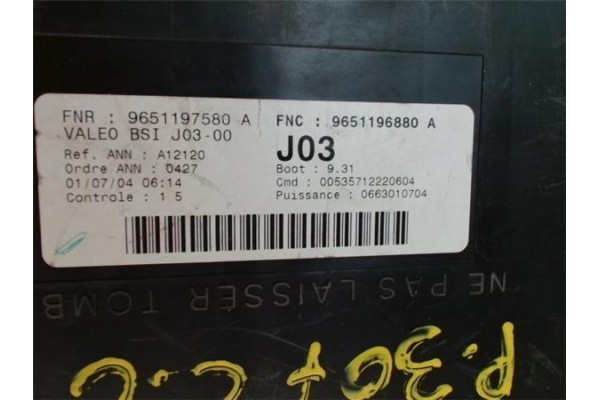 FNR : 9651197580 A
FNC : 9651196880 A
VALEO BSI J03-00
J03
Ref. ANN : A12120
Ordre ANN : 0427
Boot : 9.31
01/07/04 06:14
Cmd : 00535712220604
Controle : 1 5
Puissance : 0663010704
NE PAS LAISSER TOMB
P.307 C.C